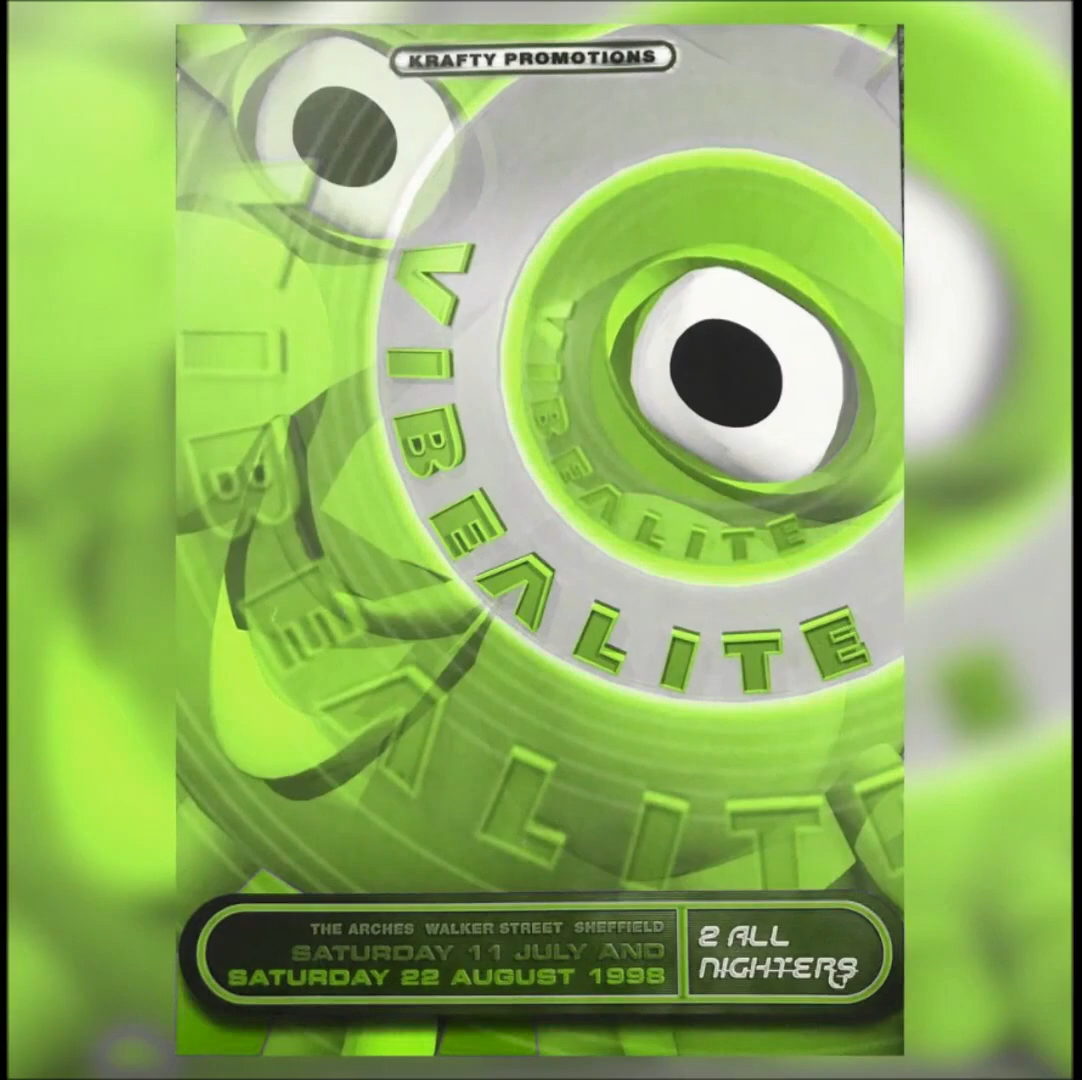 KRAFTY PROMOTIONS
VIBEALITE
VIBEALITE
IBEALITE
THE ARCHES WALKER STREET SHEFFIELD
SATURDAY 11 JULY AND
SATURDAY 22 AUGUST 1998
2 ALL
NIGHTERS